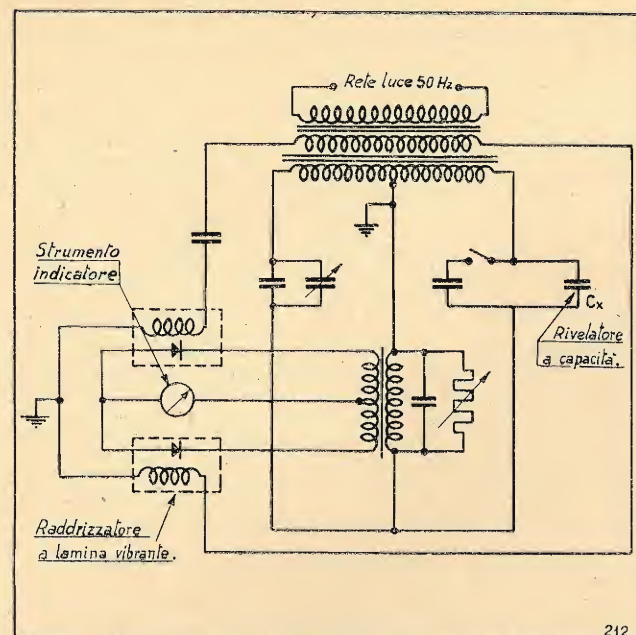 Rete luce 50 Hz
Strumento
indicatore
Cx
Rivelatore
a capacità.
Raddrizzatore
a lamina vibrante.
212